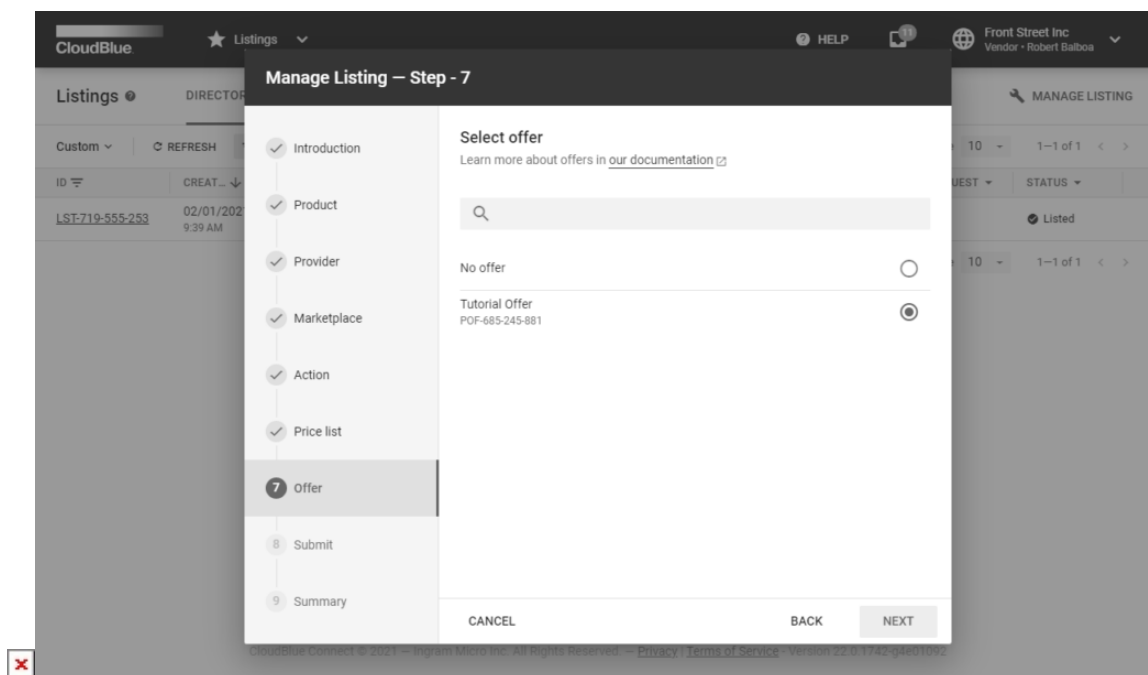 CloudBlue
Listings
HELP
11
Front Street Inc
Vendor · Robert Balboa
Manage Listing — Step - 7
Listings
DIRECTOR
MANAGE LISTING
Custom
REFRESH
10
1–1 of 1
ID
CREAT...
UEST
STATUS
LST-719-555-253
02/01/202
9:39 AM
Listed
10
1–1 of 1
Introduction
Product
Provider
Marketplace
Action
Price list
7 Offer
8 Submit
9 Summary
Select offer
Learn more about offers in our documentation
No offer
Tutorial Offer
POF-685-245-881
CANCEL
BACK
NEXT
CloudBlue Connect © 2021 — Ingram Micro Inc. All Rights Reserved. — Privacy | Terms of Service - Version 22.0.1742-g4e01092